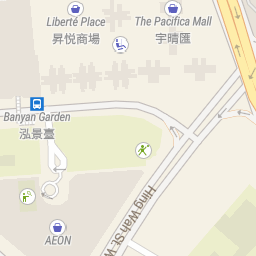 Liberté Place
昇悦商場
The Pacifica Mall
宇晴匯
Banyan Garden
泓景臺
Hing Wah St. W
AEON